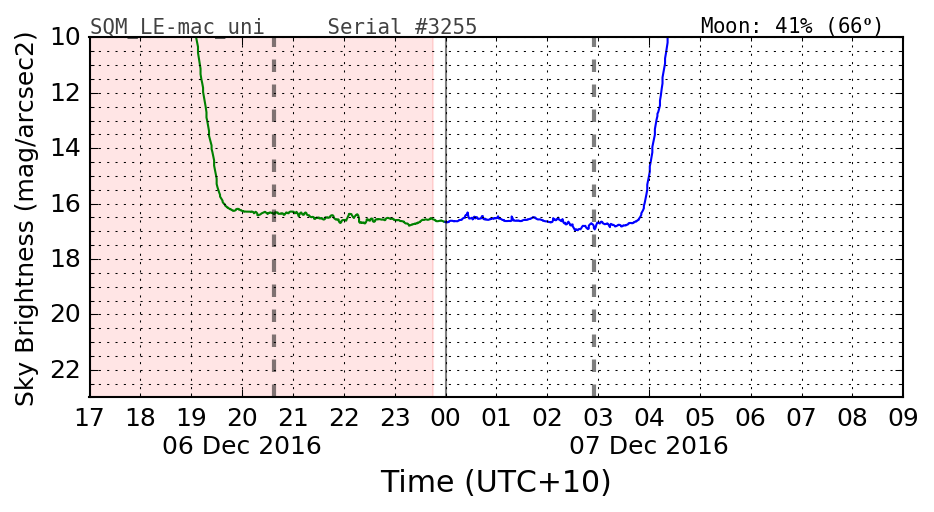 SQM_LE-mac_uni Serial #3255 Moon: 41% (66°)
Sky Brightness (mag/arcsec2)
10
12
14
16
18
20
22
17 18 19 20 21 22 23 00 01 02 03 04 05 06 07 08 09
06 Dec 2016 07 Dec 2016
Time (UTC+10)